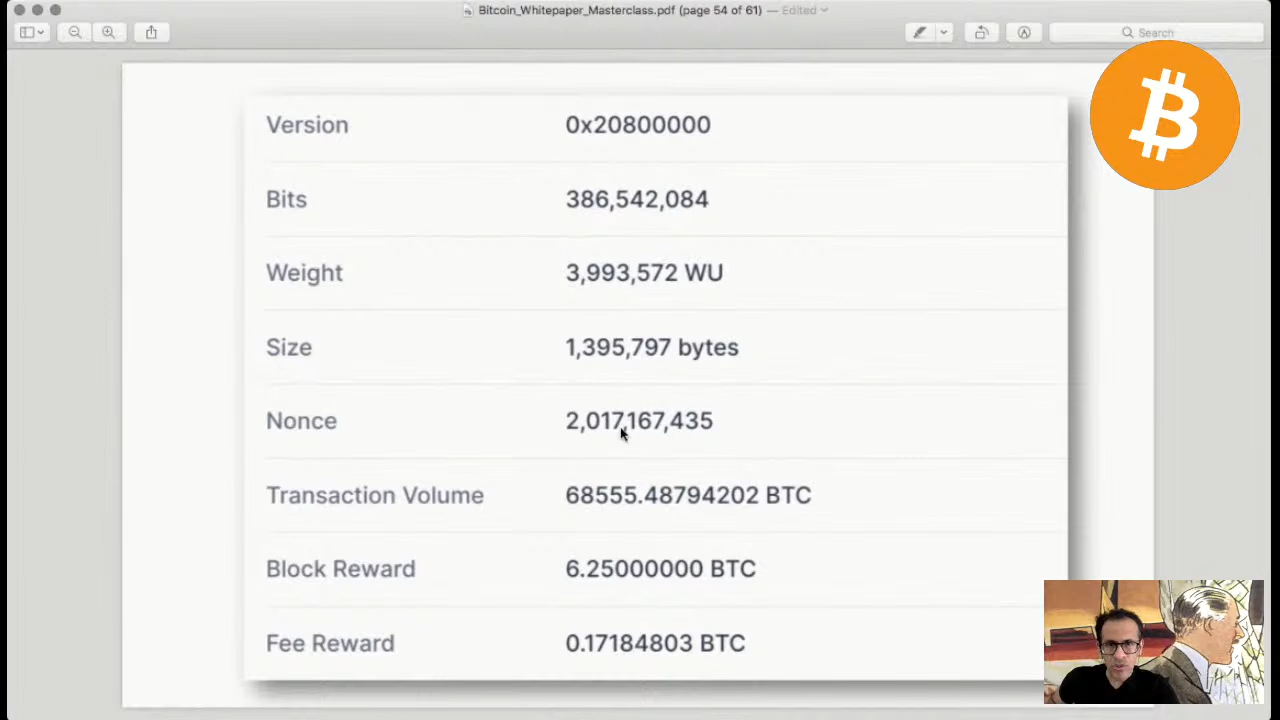 Bitcoin_Whitepaper_Masterclass.pdf (page 54 of 61) — Edited
Search
Version 0x20800000
Bits 386,542,084
Weight 3,993,572 WU
Size 1,395,797 bytes
Nonce 2,017,167,435
Transaction Volume 68555.48794202 BTC
Block Reward 6.25000000 BTC
Fee Reward 0.17184803 BTC